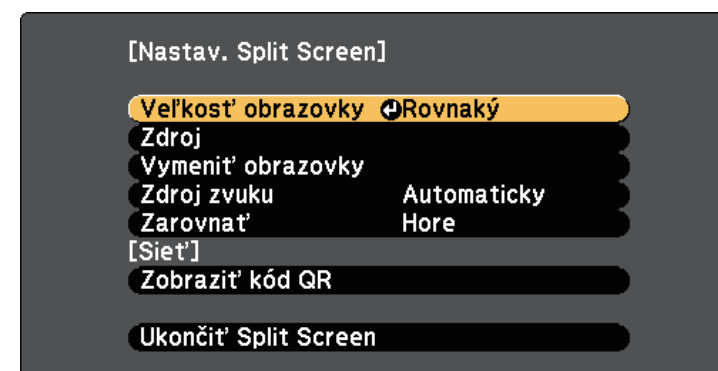 [Nastav. Split Screen]
Veľkosť obrazovky Rovnaký
Zdroj
Vymeniť obrazovky
Zdroj zvuku Automaticky
Zarovnať Hore
[Sieť]
Zobraziť kód QR
Ukončiť Split Screen